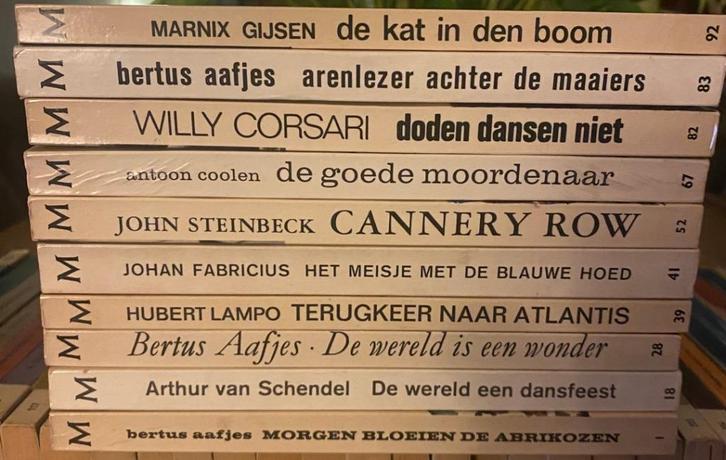 M M MARNIX GIJSEN de kat in den boom 92
M M bertus aafjes arenlezer achter de maaiers 83
M M WILLY CORSARI doden dansen niet 82
M M antoon coolen de goede moordenaar 67
M M JOHN STEINBECK CANNERY ROW 52
M M JOHAN FABRICIUS HET MEISJE MET DE BLAUWE HOED 41
M M HUBERT LAMPO TERUGKEER NAAR ATLANTIS 39
M M Bertus Aafjes · De wereld is een wonder 28
M M Arthur van Schendel De wereld een dansfeest 18
M M bertus aafjes MORGEN BLOEIEN DE ABRIKOZEN 1